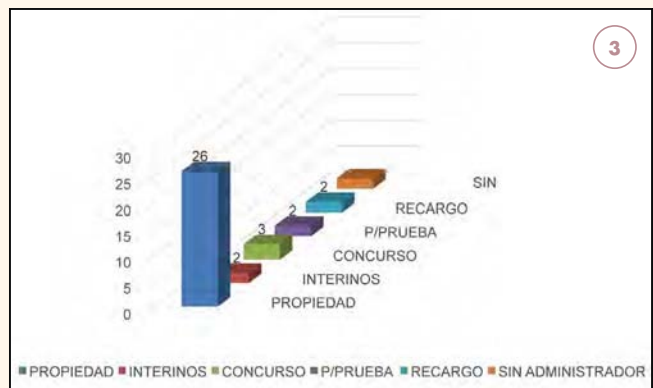 3
30
25
20
15
10
5
0
26
2
3
2
2
SIN
RECARGO
P/PRUEBA
CONCURSO
INTERINOS
PROPIEDAD
PROPIEDAD INTERINOS CONCURSO P/PRUEBA RECARGO SIN ADMINISTRADOR